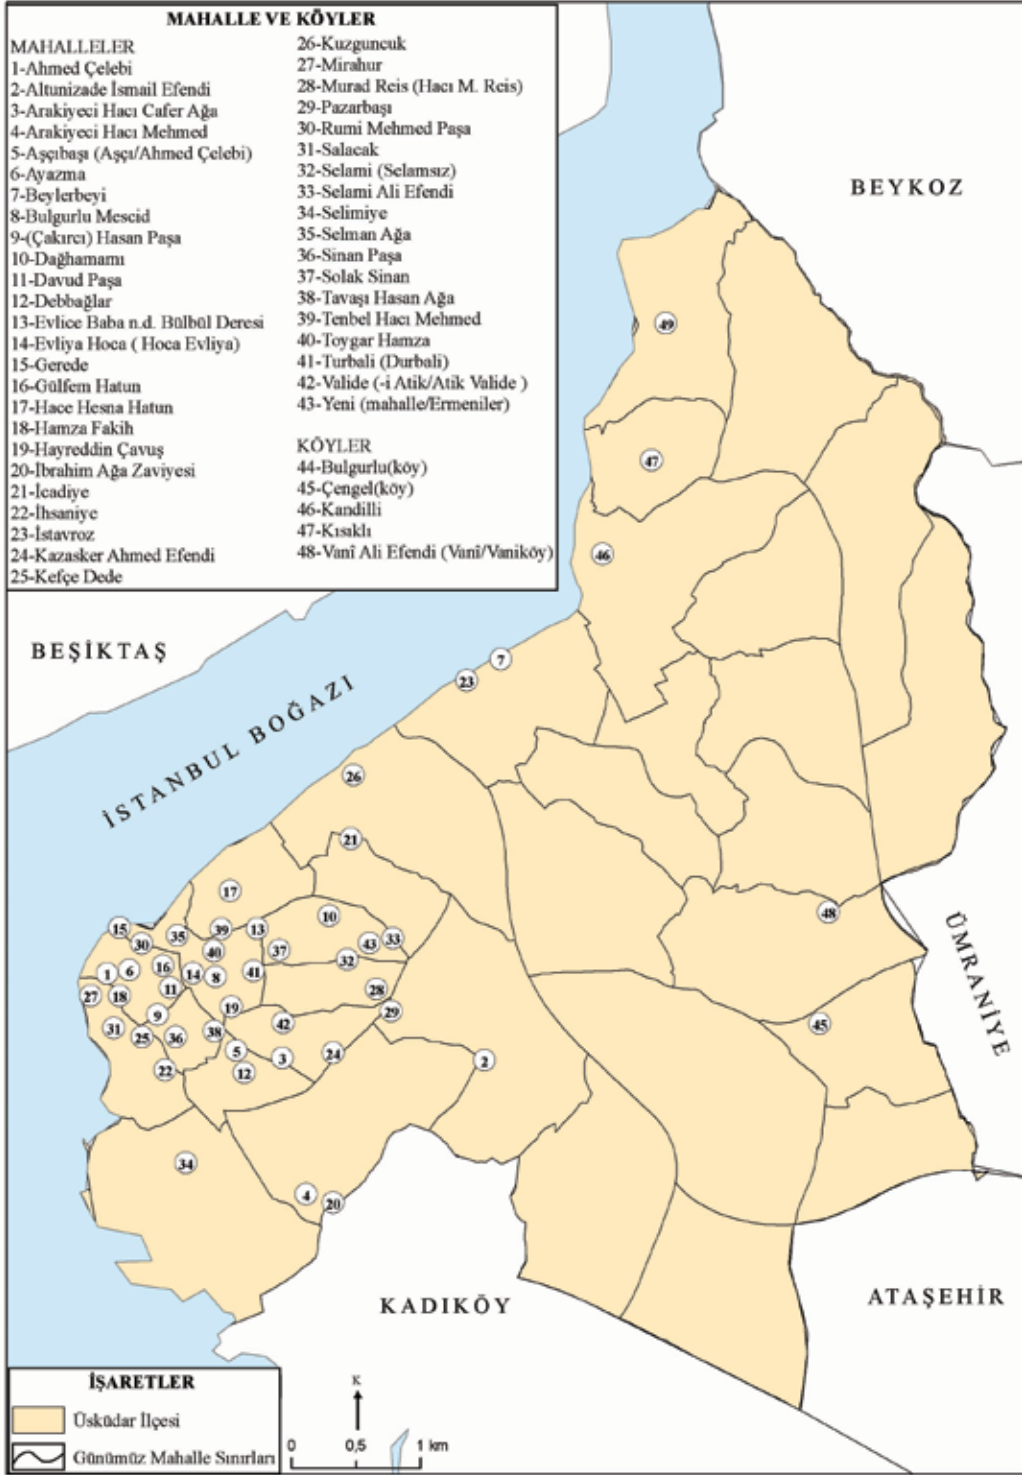 MAHALLE VE KÖYLER
MAHALLELER
1-Ahmed Çelebi
2-Altunizade İsmail Efendi
3-Arakiyeci Hacı Cafer Ağa
4-Arakiyeci Hacı Mehmed
5-Aşçıbaşı (Aşçı/Ahmed Çelebi)
6-Ayazma
7-Beylerbeyi
8-Bulgurlu Mescid
9-(Çakırcı) Hasan Paşa
10-Dağhamamı
11-Davud Paşa
12-Debbağlar
13-Evlice Baba n.d. Bülbül Deresi
14-Evliya Hoca ( Hoca Evliya)
15-Gerede
16-Gülfem Hatun
17-Hace Hesna Hatun
18-Hamza Fakih
19-Hayreddin Çavuş
20-İbrahim Ağa Zaviyesi
21-İcadiye
22-İhsaniye
23-İstavroz
24-Kazasker Ahmed Efendi
25-Kefçe Dede
26-Kuzguncuk
27-Mirahur
28-Murad Reis (Hacı M. Reis)
29-Pazarbaşı
30-Rumi Mehmed Paşa
31-Salacak
32-Selami (Selamsız)
33-Selami Ali Efendi
34-Selimiye
35-Selman Ağa
36-Sinan Paşa
37-Solak Sinan
38-Tavaşı Hasan Ağa
39-Tenbel Hacı Mehmed
40-Toygar Hamza
41-Turbali (Durbali)
42-Valide (-i Atik/Atik Valide )
43-Yeni (mahalle/Ermeniler)
KÖYLER
44-Bulgurlu(köy)
45-Çengel(köy)
46-Kandilli
47-Kısıklı
48-Vanî Ali Efendi (Vanî/Vaniköy)
BEYKOZ
49
47
46
BEŞİKTAŞ
7
23
İSTANBUL BOĞAZI
26
21
17
10
48
ÜMRANİYE
15
30
35
39
13
40
37
43
33
32
1
6
16
11
14
8
41
28
27
18
9
19
29
31
25
36
38
42
45
5
3
24
2
22
12
34
4
20
KADIKÖY
ATAŞEHİR
İŞARETLER
Üsküdar İlçesi
Günümüz Mahalle Sınırları
K
0 0,5 1 km